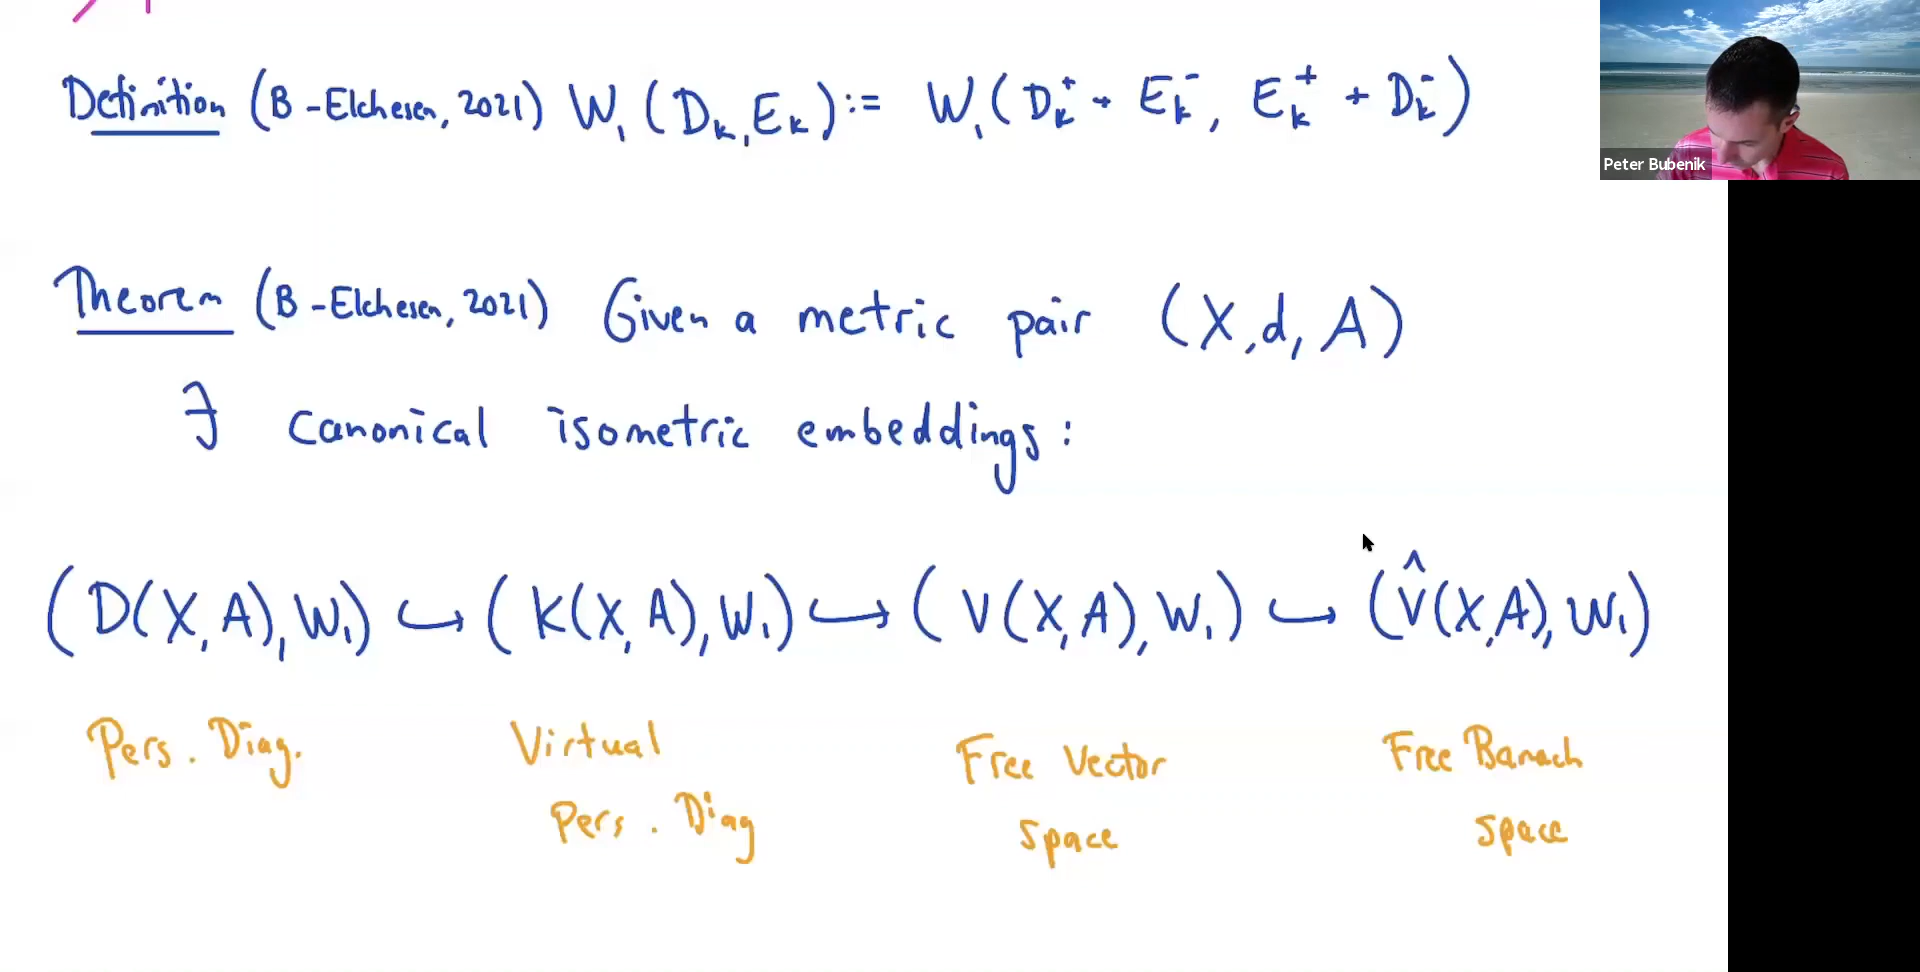 Definition (B-Elchesen, 2021) W₁(Dₖ, Eₖ) := W₁(Dₖ⁺ + Eₖ⁻, Eₖ⁺ + Dₖ⁻)
Peter Bubenik
Theorem (B-Elchesen, 2021) Given a metric pair (X, d, A)
∃ canonical isometric embeddings:
(D(X, A), W₁) ↪ (K(X, A), W₁) ↪ (V(X, A), W₁) ↪ (V̂(X, A), W₁)
Pers. Diag. Virtual Free Vector Free Banach
Pers. Diag space space